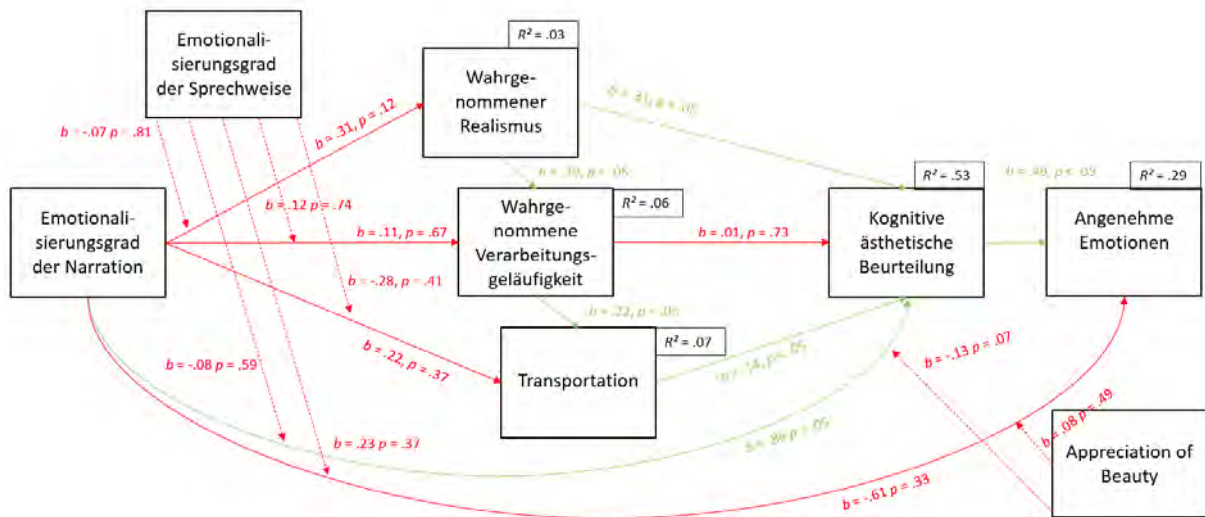 Emotionali-
sierungsgrad
der Sprechweise
R² = .03
Wahrge-
nommener
Realismus
b = -.07 p = .81
b = .31, p = .12
Emotionali-
sierungsgrad
der Narration
b = .12 p = .74
b = .11, p = .67
R² = .06
Wahrge-
nommene
Verarbeitungs-
geläufigkeit
b = .01, p = .73
R² = .53
Kognitive
ästhetische
Beurteilung
R² = .29
Angenehme
Emotionen
b = -.28, p = .41
b = .22, p = .37
R² = .07
Transportation
b = -.08 p = .59
b = .23 p = .37
b = -.13 p = .07
b = .08 p = .49
b = -.61 p = .33
Appreciation of
Beauty